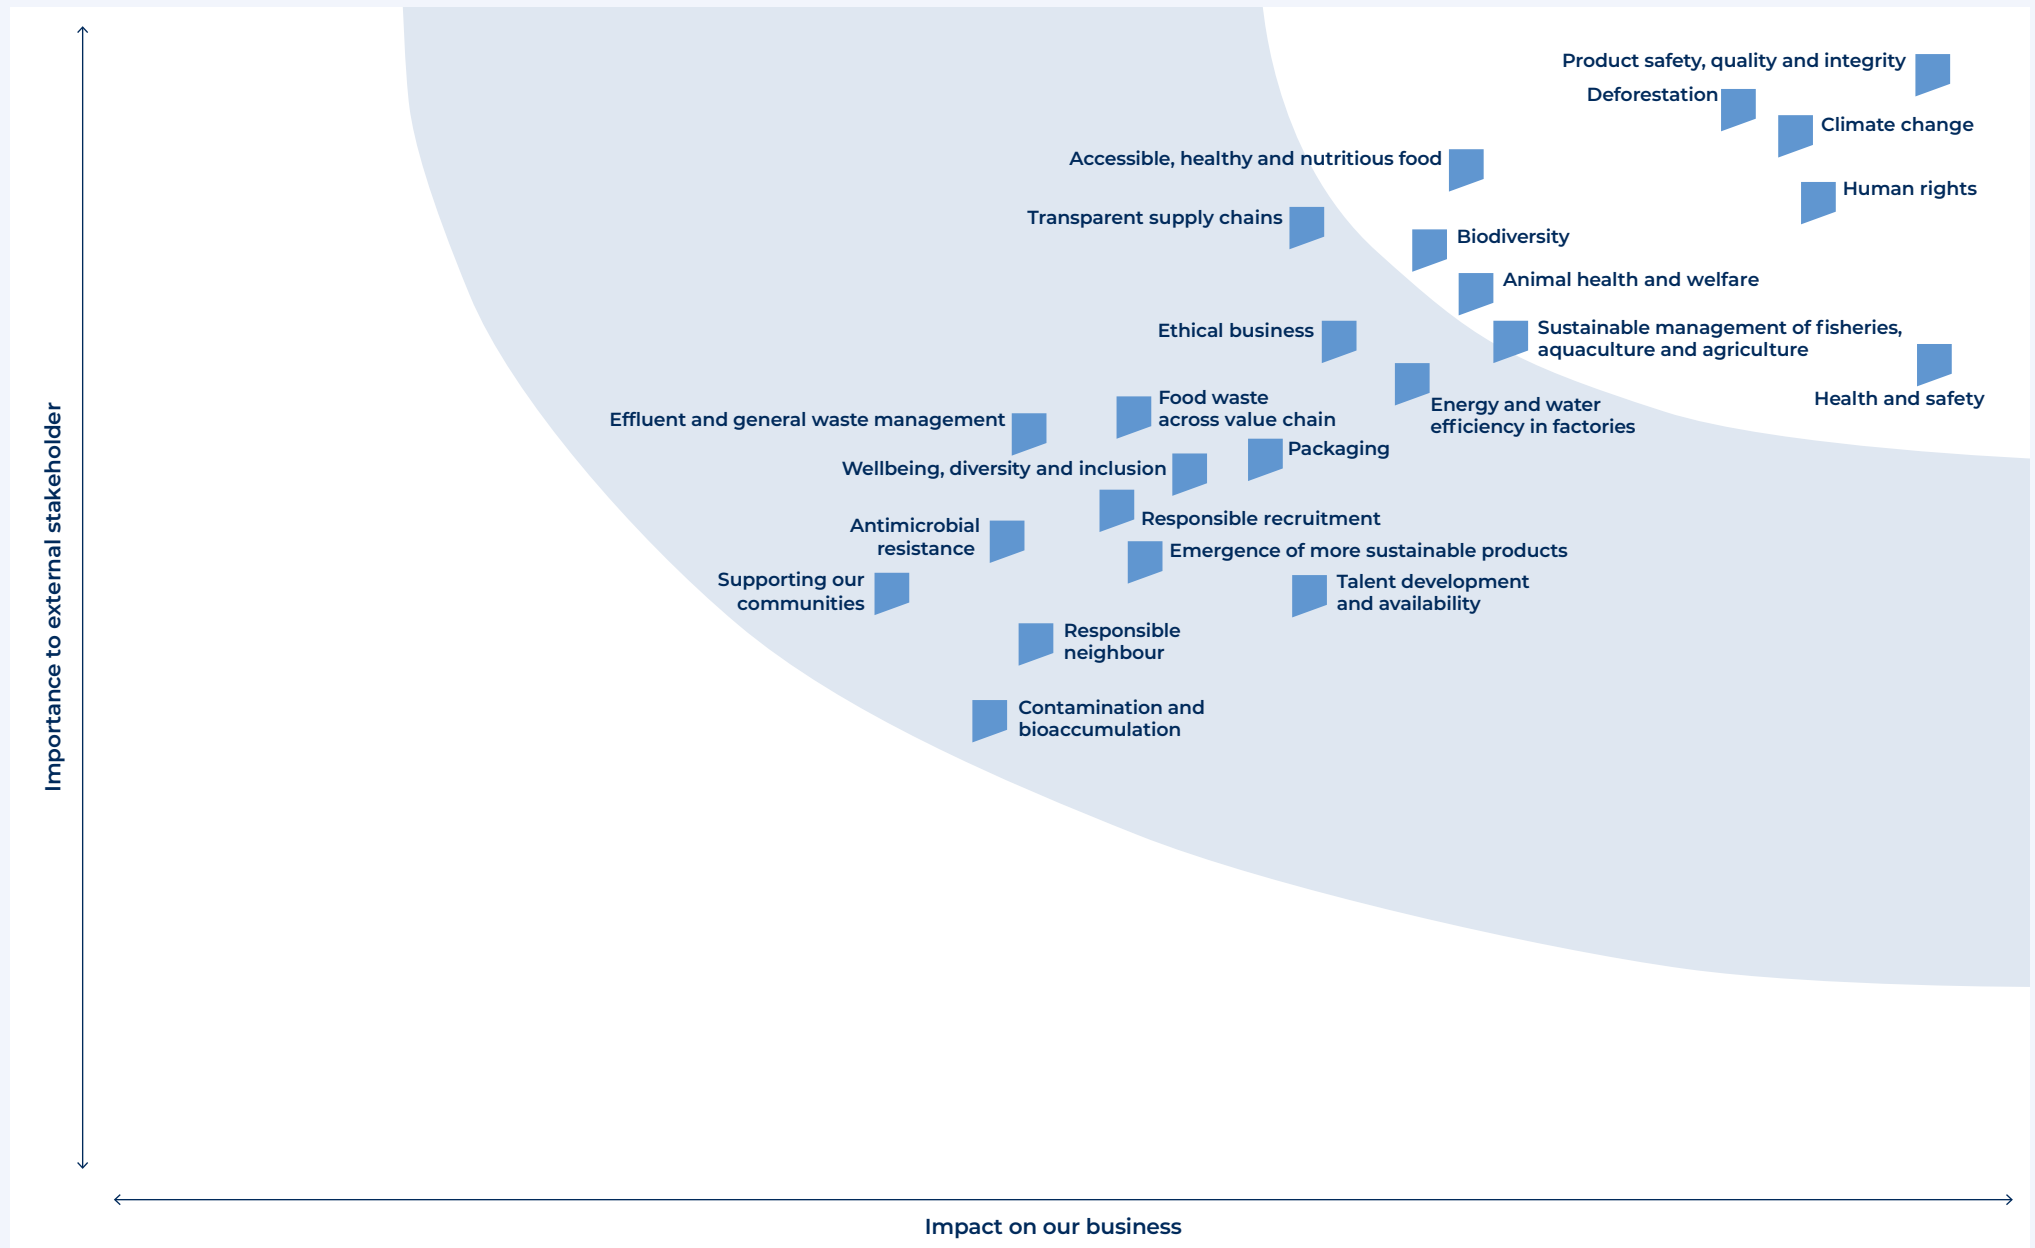 Product safety, quality and integrity
Deforestation
Climate change
Accessible, healthy and nutritious food
Human rights
Transparent supply chains
Biodiversity
Animal health and welfare
Ethical business
Sustainable management of fisheries,
aquaculture and agriculture
Health and safety
Energy and water
efficiency in factories
Food waste
across value chain
Effluent and general waste management
Packaging
Wellbeing, diversity and inclusion
Responsible recruitment
Antimicrobial
resistance
Emergence of more sustainable products
Supporting our
communities
Talent development
and availability
Responsible
neighbour
Contamination and
bioaccumulation
Importance to external stakeholder
Impact on our business